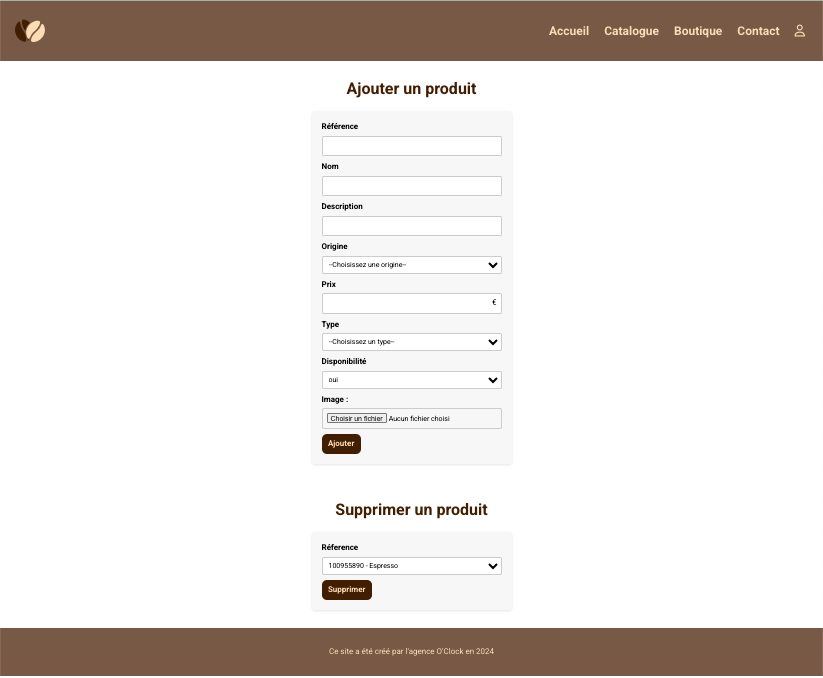 Accueil Catalogue Boutique Contact
Ajouter un produit
Référence
Nom
Description
Origine
--Choisissez une origine--
Prix
€
Type
--Choisissez un type--
Disponibilité
oui
Image :
Choisir un fichier Aucun fichier choisi
Ajouter
Supprimer un produit
Réference
100955890 - Espresso
Supprimer
Ce site a été créé par l'agence O'Clock en 2024